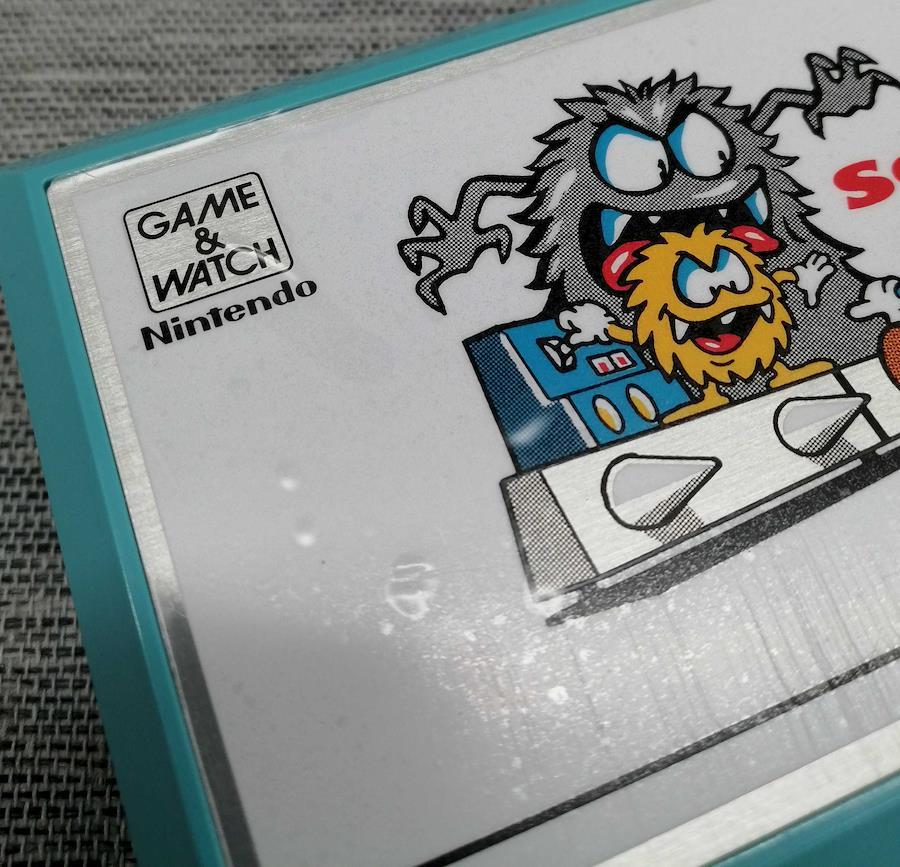 GAME
&
WATCH
Nintendo